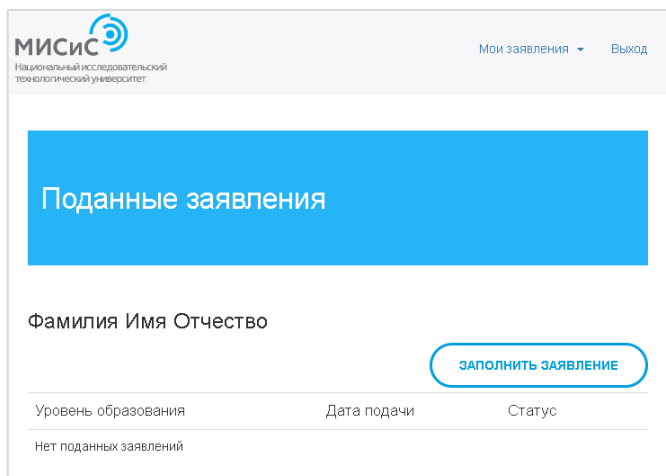 МИСиС
Национальный исследовательский
технологический университет
Мои заявления
Выход
Поданные заявления
Фамилия Имя Отчество
ЗАПОЛНИТЬ ЗАЯВЛЕНИЕ
Уровень образования Дата подачи Статус
Нет поданных заявлений